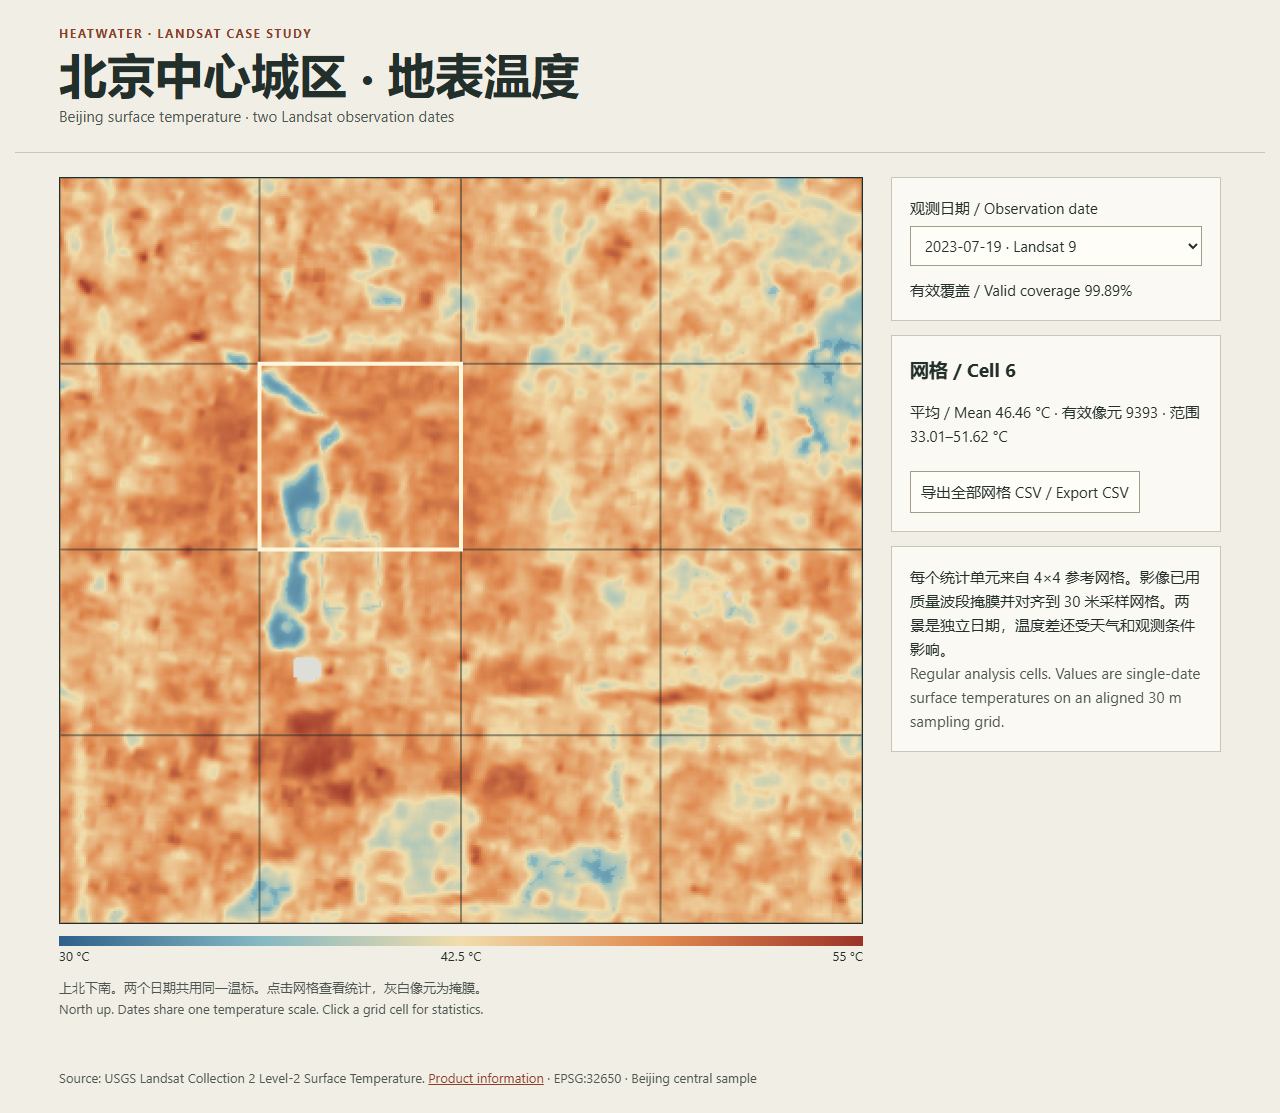 HEATWATER · LANDSAT CASE STUDY
北京中心城区 · 地表温度
Beijing surface temperature · two Landsat observation dates
观测日期 / Observation date
2023-07-19 · Landsat 9
有效覆盖 / Valid coverage 99.89%
网格 / Cell 6
平均 / Mean 46.46 °C · 有效像元 9393 · 范围
33.01–51.62 °C
导出全部网格 CSV / Export CSV
每个统计单元来自 4×4 参考网格。影像已用
质量波段掩膜并对齐到 30 米采样网格。两
景是独立日期，温度差还受天气和观测条件
影响。
Regular analysis cells. Values are single-date
surface temperatures on an aligned 30 m
sampling grid.
30 °C
42.5 °C
55 °C
上北下南。两个日期共用同一温标。点击网格查看统计，灰白像元为掩膜。
North up. Dates share one temperature scale. Click a grid cell for statistics.
Source: USGS Landsat Collection 2 Level-2 Surface Temperature. Product information · EPSG:32650 · Beijing central sample